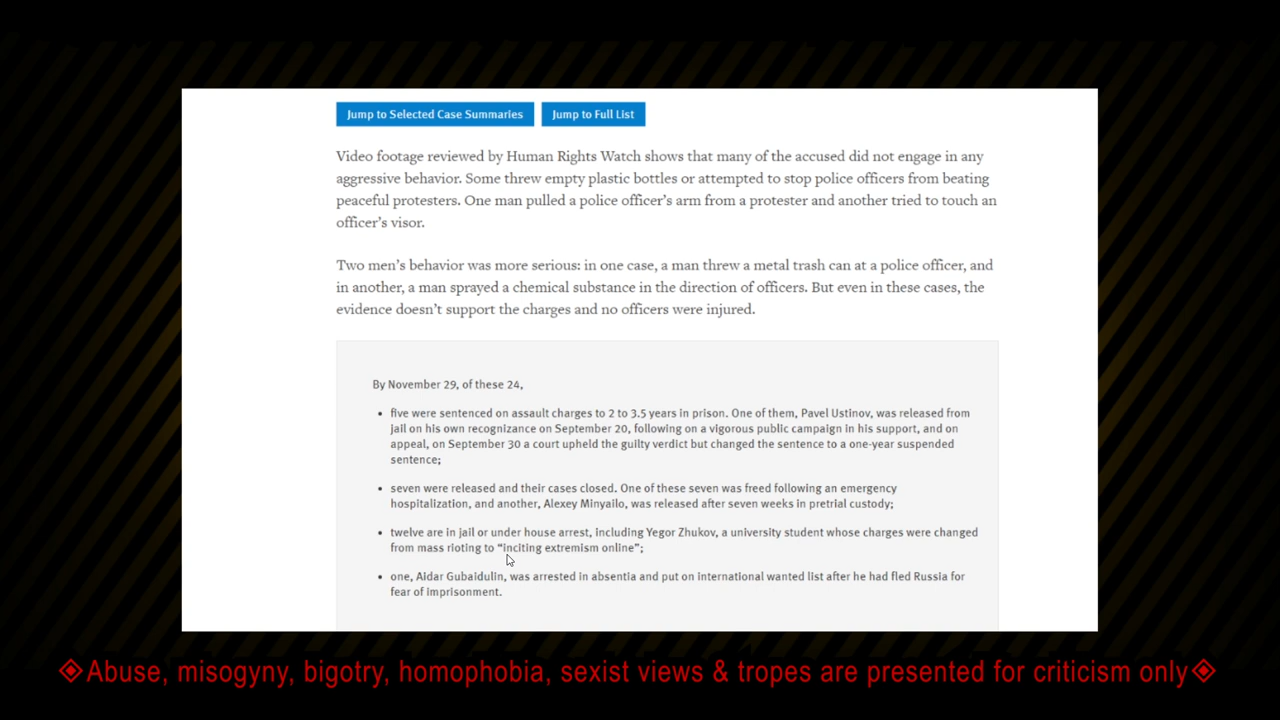 Jump to Selected Case Summaries Jump to Full List
Video footage reviewed by Human Rights Watch shows that many of the accused did not engage in any
aggressive behavior. Some threw empty plastic bottles or attempted to stop police officers from beating
peaceful protesters. One man pulled a police officer’s arm from a protester and another tried to touch an
officer’s visor.
Two men’s behavior was more serious: in one case, a man threw a metal trash can at a police officer, and
in another, a man sprayed a chemical substance in the direction of officers. But even in these cases, the
evidence doesn’t support the charges and no officers were injured.
By November 29, of these 24,
• five were sentenced on assault charges to 2 to 3.5 years in prison. One of them, Pavel Ustinov, was released from
jail on his own recognizance on September 20, following on a vigorous public campaign in his support, and on
appeal, on September 30 a court upheld the guilty verdict but changed the sentence to a one-year suspended
sentence;
• seven were released and their cases closed. One of these seven was freed following an emergency
hospitalization, and another, Alexey Minyailo, was released after seven weeks in pretrial custody;
• twelve are in jail or under house arrest, including Yegor Zhukov, a university student whose charges were changed
from mass rioting to “inciting extremism online”;
• one, Aidar Gubaidulin, was arrested in absentia and put on international wanted list after he had fled Russia for
fear of imprisonment.
◈Abuse, misogyny, bigotry, homophobia, sexist views & tropes are presented for criticism only◈